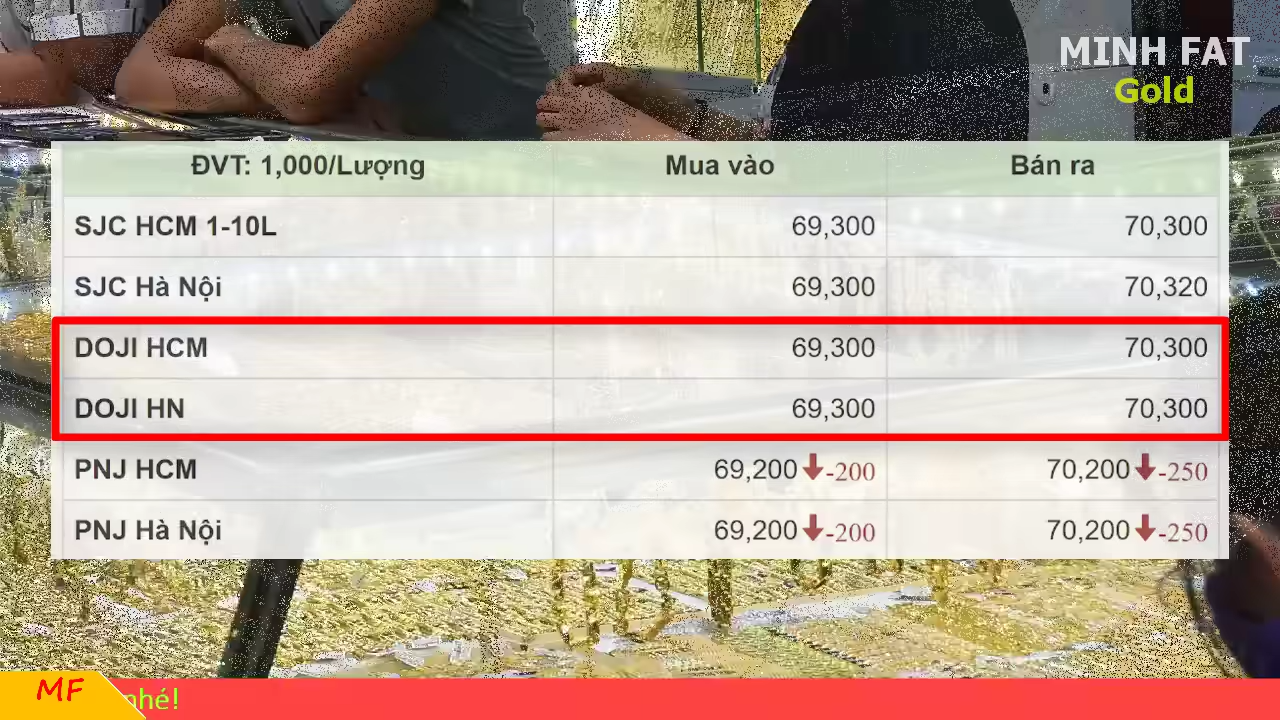 MINH FAT
Gold
ĐVT: 1,000/Lượng Mua vào Bán ra
SJC HCM 1-10L 69,300 70,300
SJC Hà Nội 69,300 70,320
DOJI HCM 69,300 70,300
DOJI HN 69,300 70,300
PNJ HCM 69,200 -200 70,200 -250
PNJ Hà Nội 69,200 -200 70,200 -250
MF nhé!